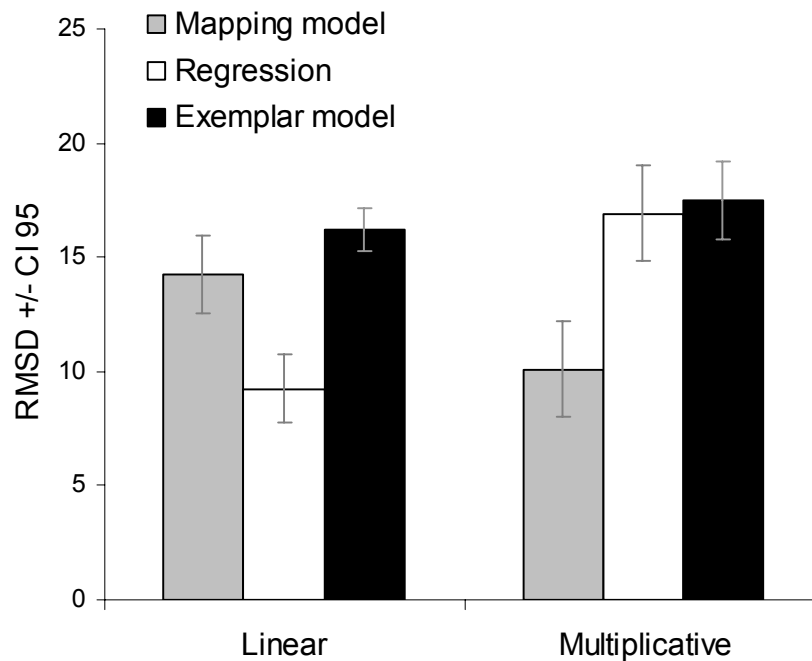 25
20
15
10
5
0
RMSD +/- CI 95
Mapping model
Regression
Exemplar model
Linear
Multiplicative